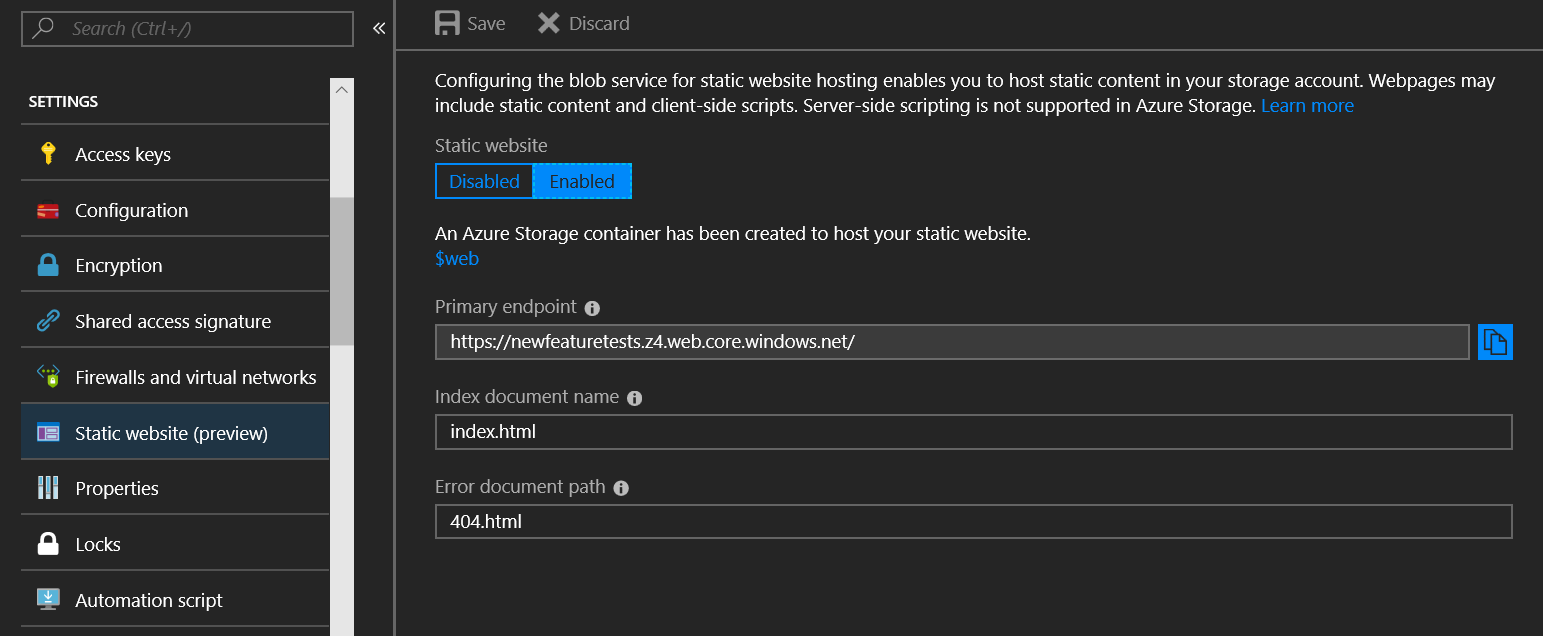 Search (Ctrl+/)
«
SETTINGS
Access keys
Configuration
Encryption
Shared access signature
Firewalls and virtual networks
Static website (preview)
Properties
Locks
Automation script
Save Discard
Configuring the blob service for static website hosting enables you to host static content in your storage account. Webpages may
include static content and client-side scripts. Server-side scripting is not supported in Azure Storage. Learn more
Static website
Disabled Enabled
An Azure Storage container has been created to host your static website.
$web
Primary endpoint
https://newfeaturetests.z4.web.core.windows.net/
Index document name
index.html
Error document path
404.html